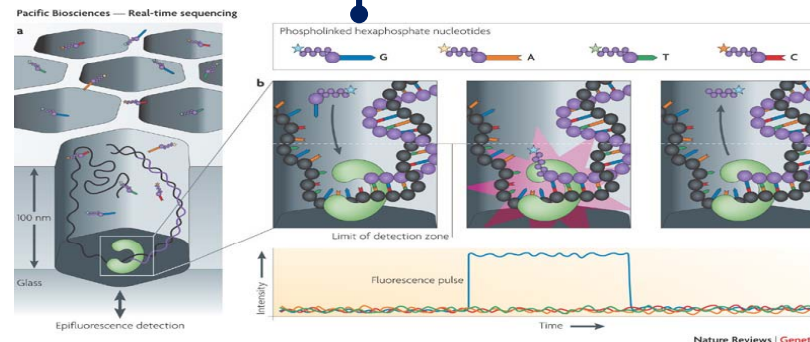 Pacific Biosciences — Real-time sequencing
a
Phospholinked hexaphosphate nucleotides
G
A
T
C
b
100 nm
Limit of detection zone
Glass
Intensity
Fluorescence pulse
Epifluorescence detection
Time
Nature Reviews | Genet